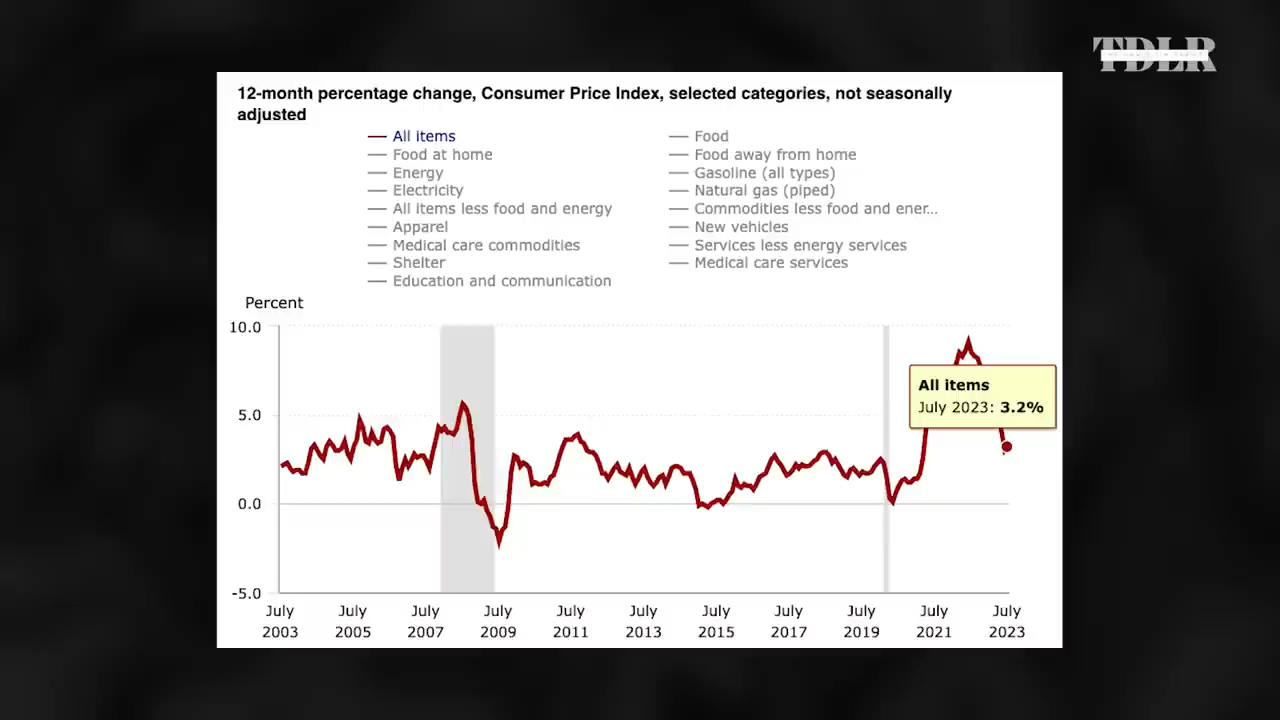 TDLR
12-month percentage change, Consumer Price Index, selected categories, not seasonally
adjusted
All items
Food
Food at home
Food away from home
Energy
Gasoline (all types)
Electricity
Natural gas (piped)
All items less food and energy
Commodities less food and ener...
Apparel
New vehicles
Medical care commodities
Services less energy services
Shelter
Medical care services
Education and communication
Percent
10.0
5.0
0.0
-5.0
All items
July 2023: 3.2%
July 2003
July 2005
July 2007
July 2009
July 2011
July 2013
July 2015
July 2017
July 2019
July 2021
July 2023